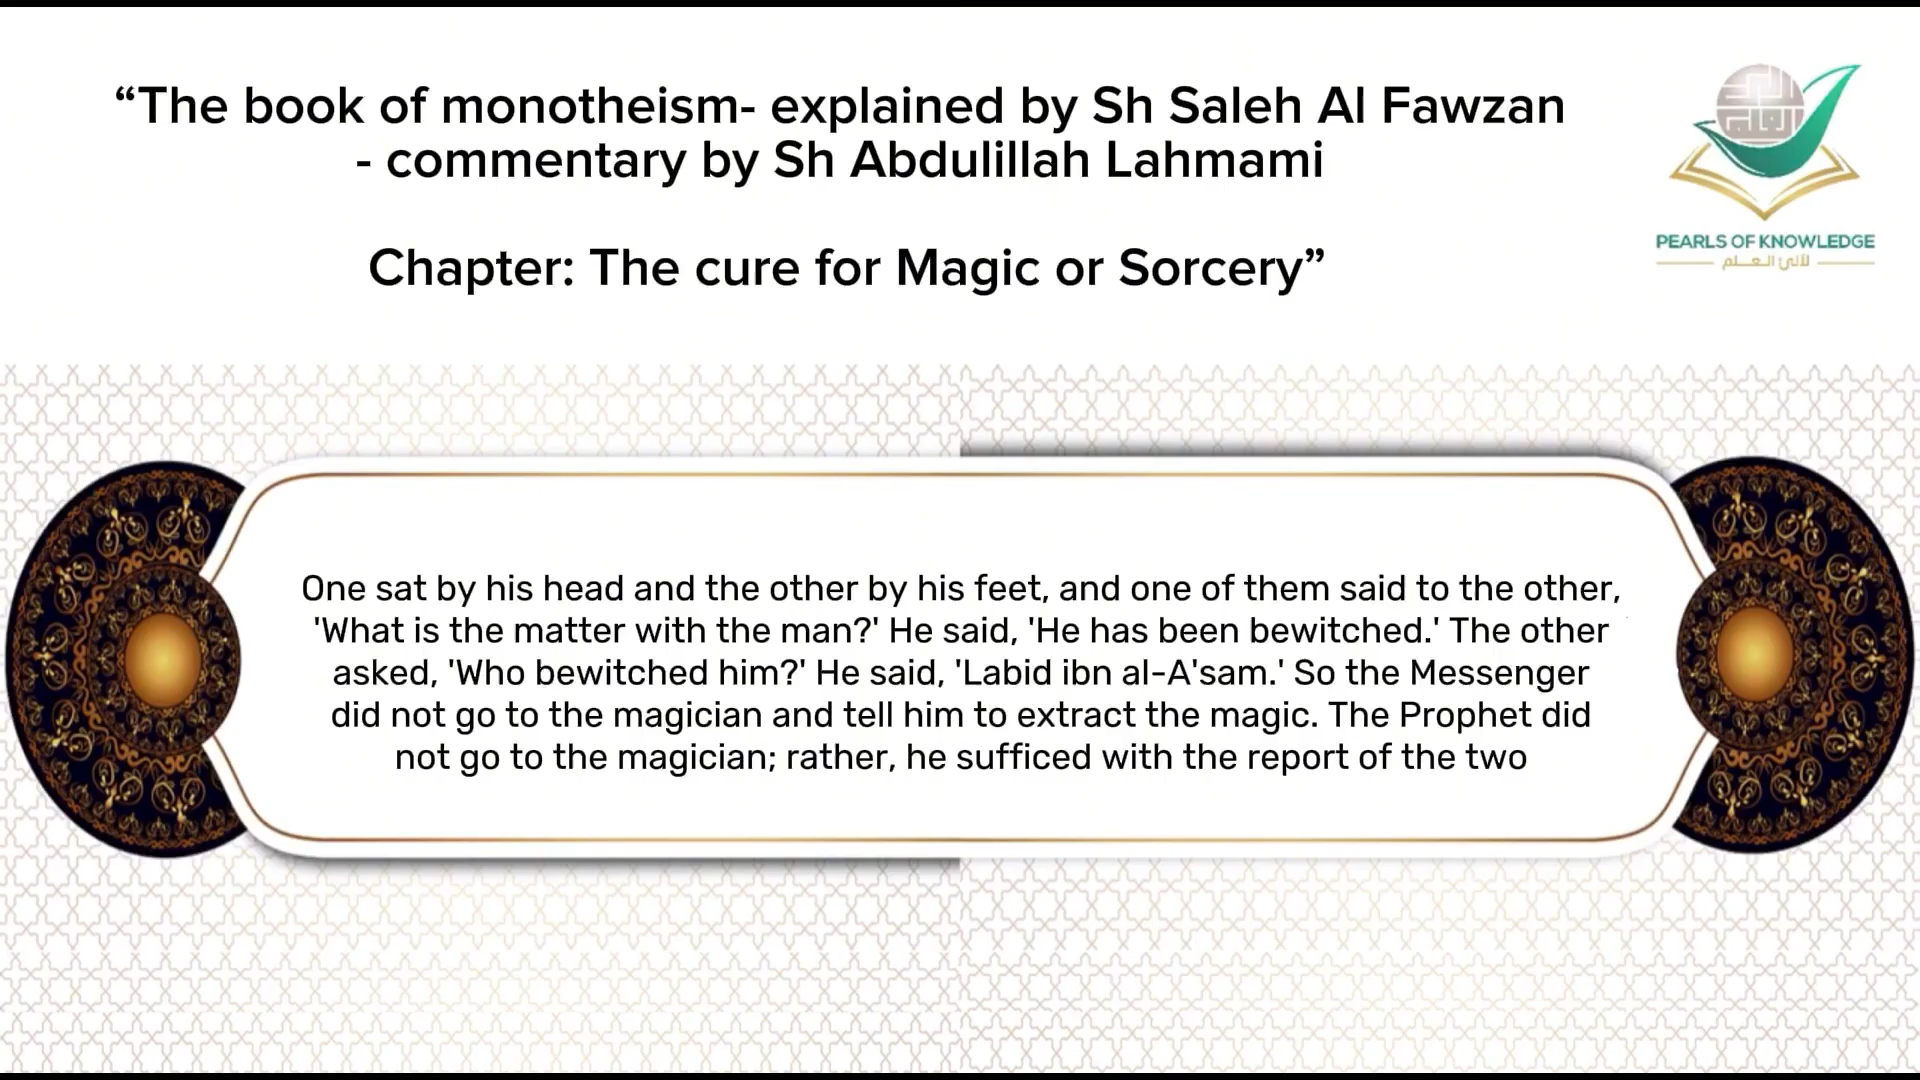 “The book of monotheism- explained by Sh Saleh Al Fawzan
- commentary by Sh Abdulillah Lahmami
Chapter: The cure for Magic or Sorcery”
PEARLS OF KNOWLEDGE
لآلئ العلم
One sat by his head and the other by his feet, and one of them said to the other,
'What is the matter with the man?' He said, 'He has been bewitched.' The other
asked, 'Who bewitched him?' He said, 'Labid ibn al-A'sam.' So the Messenger
did not go to the magician and tell him to extract the magic. The Prophet did
not go to the magician; rather, he sufficed with the report of the two